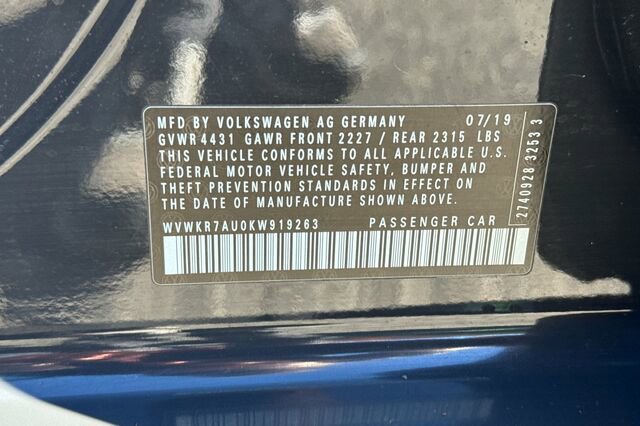 MFD BY VOLKSWAGEN AG GERMANY 07/19
GVWR 4431 GAWR FRONT 2227 / REAR 2315 LBS
THIS VEHICLE CONFORMS TO ALL APPLICABLE U.S.
FEDERAL MOTOR VEHICLE SAFETY, BUMPER AND
THEFT PREVENTION STANDARDS IN EFFECT ON
THE DATE OF MANUFACTURE SHOWN ABOVE.
WVWKR7AU0KW919263 PASSENGER CAR
2740928 3253 3